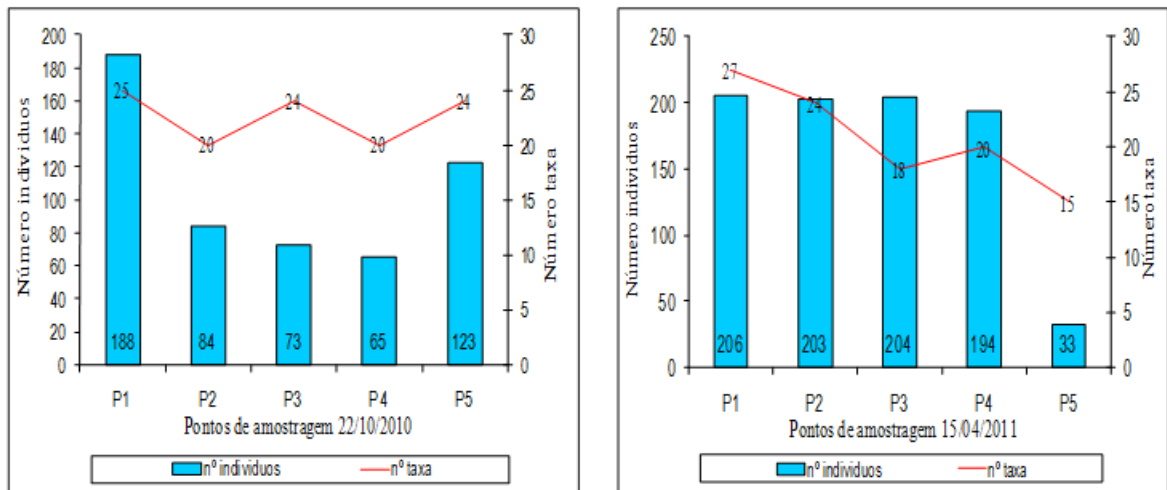 Número individuos
200
180
160
140
120
100
80
60
40
20
0
25 20 24 20 24
188 84 73 65 123
30
25
20
15
10
5
0
Número taxa
P1 P2 P3 P4 P5
Pontos de amostragem 22/10/2010
nº individuos nº taxa
Número individuos
250
200
150
100
50
0
27 24 18 20 15
206 203 204 194 33
30
25
20
15
10
5
0
Número taxa
P1 P2 P3 P4 P5
Pontos de amostragem 15/04/2011
nº individuos nº taxa